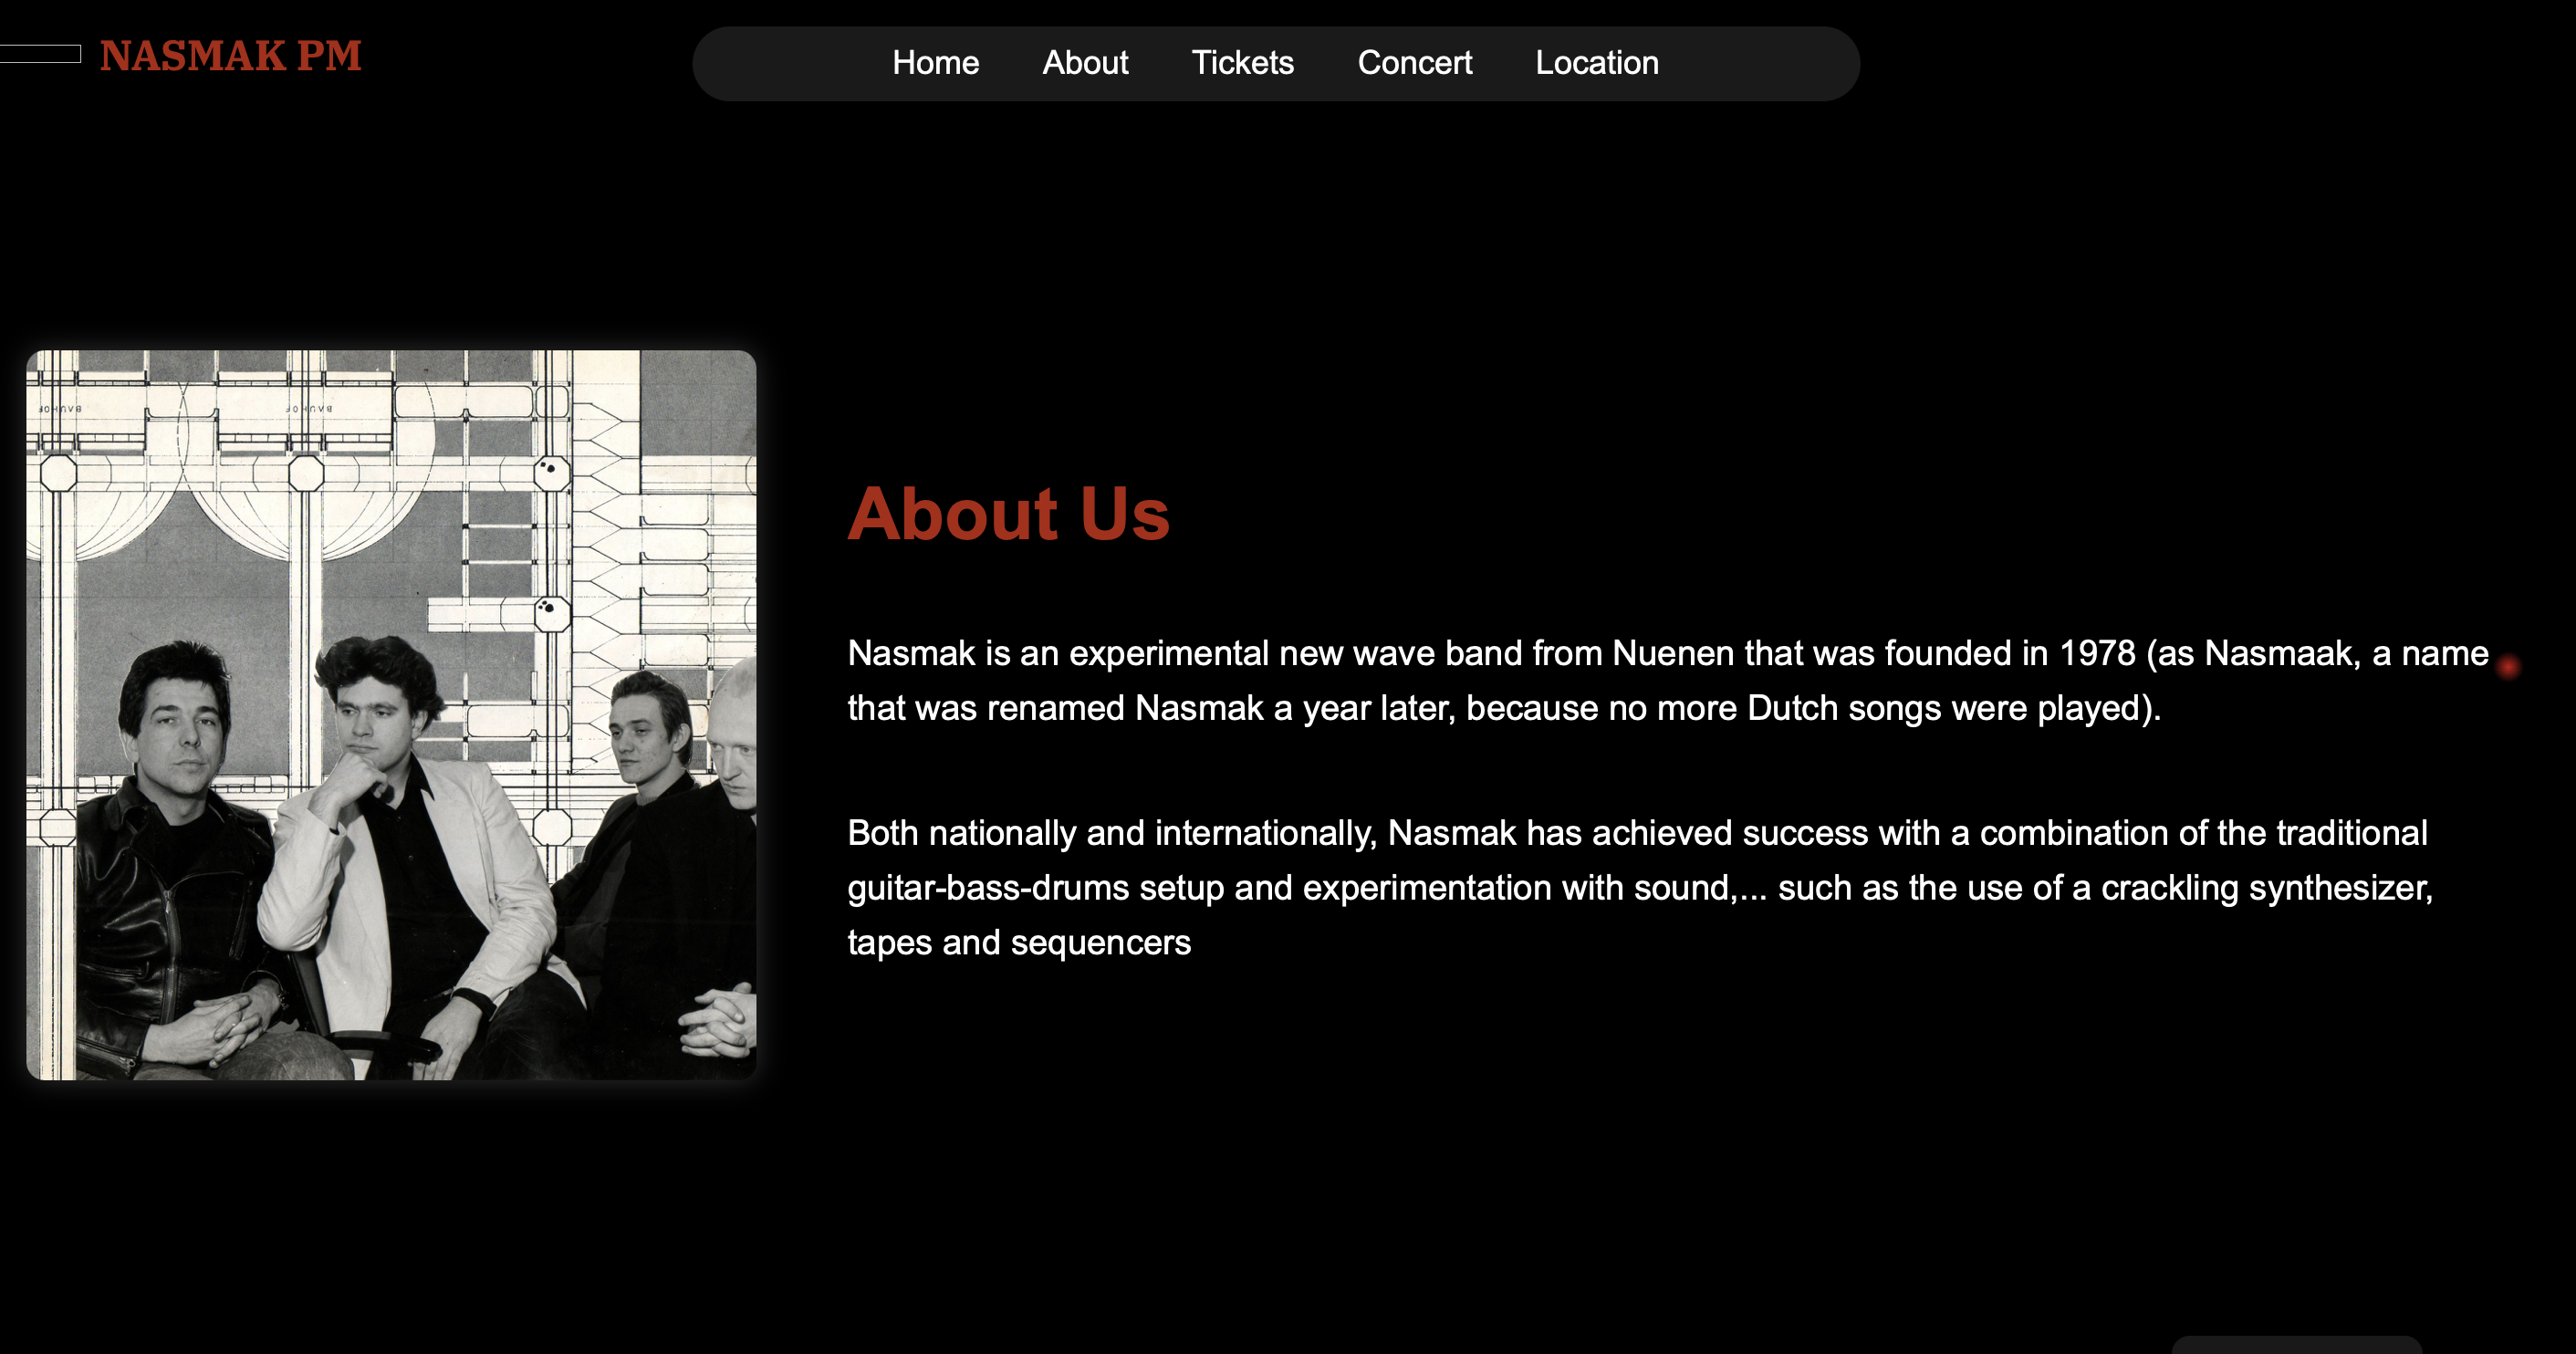 NASMAK PM
Home About Tickets Concert Location
BAUHOF BAUHOF
About Us
Nasmak is an experimental new wave band from Nuenen that was founded in 1978 (as Nasmaak, a name
that was renamed Nasmak a year later, because no more Dutch songs were played).
Both nationally and internationally, Nasmak has achieved success with a combination of the traditional
guitar-bass-drums setup and experimentation with sound,... such as the use of a crackling synthesizer,
tapes and sequencers